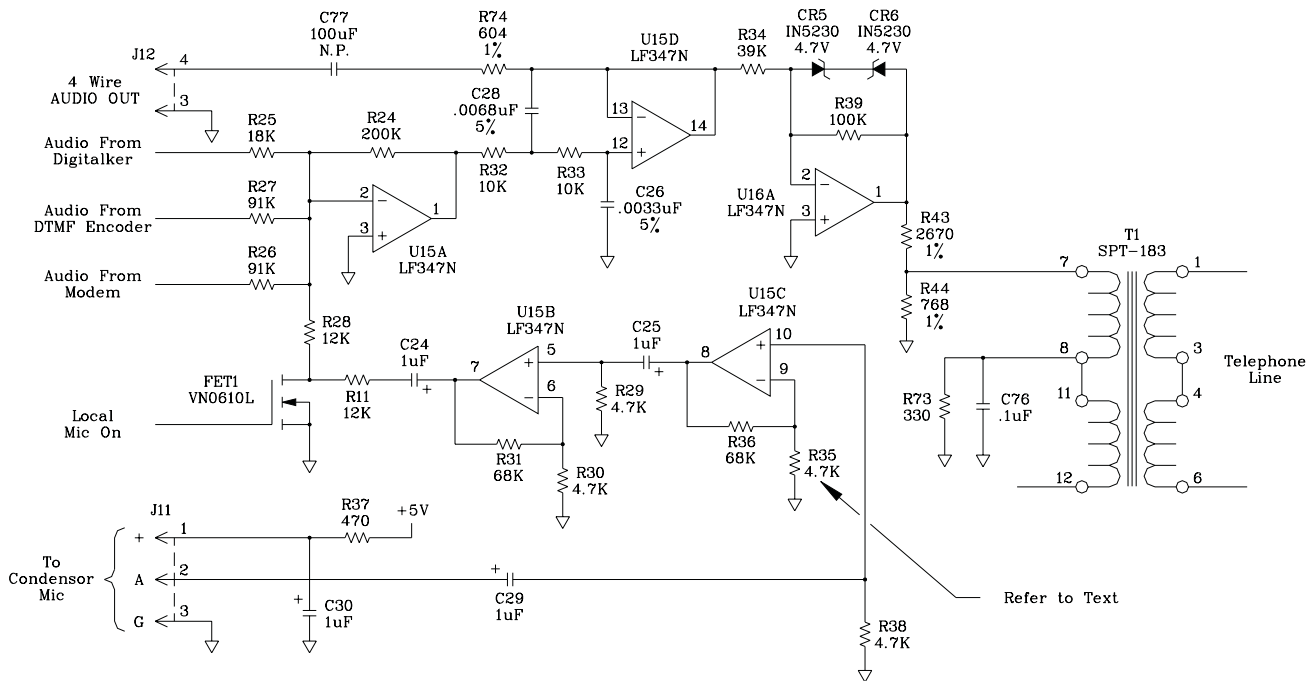 J12
4
3
4 Wire
AUDIO OUT
C77
100uF
N.P.
R74
604
1%
U15D
LF347N
R34
39K
CR5
IN5230
4.7V
CR6
IN5230
4.7V
C28
.0068uF
5%
13
12
14
R39
100K
Audio From
Digitalker
R25
18K
R24
200K
R32
10K
R33
10K
C26
.0033uF
5%
U16A
LF347N
2
3
1
Audio From
DTMF Encoder
R27
91K
2
3
1
U15A
LF347N
R43
2670
1%
Audio From
Modem
R26
91K
R44
768
1%
T1
SPT-183
7
1
8
3
11
4
12
6
Telephone
Line
R28
12K
U15B
LF347N
C24
1uF
+
7
5
6
C25
1uF
+
U15C
LF347N
8
10
9
R73
330
C76
.1uF
FET1
VN0610L
R11
12K
R29
4.7K
Local
Mic On
R31
68K
R30
4.7K
R36
68K
R35
4.7K
J11
+
1
R37
470
+5V
To
Condensor
Mic
A
2
+
C29
1uF
Refer to Text
G
3
+
C30
1uF
R38
4.7K